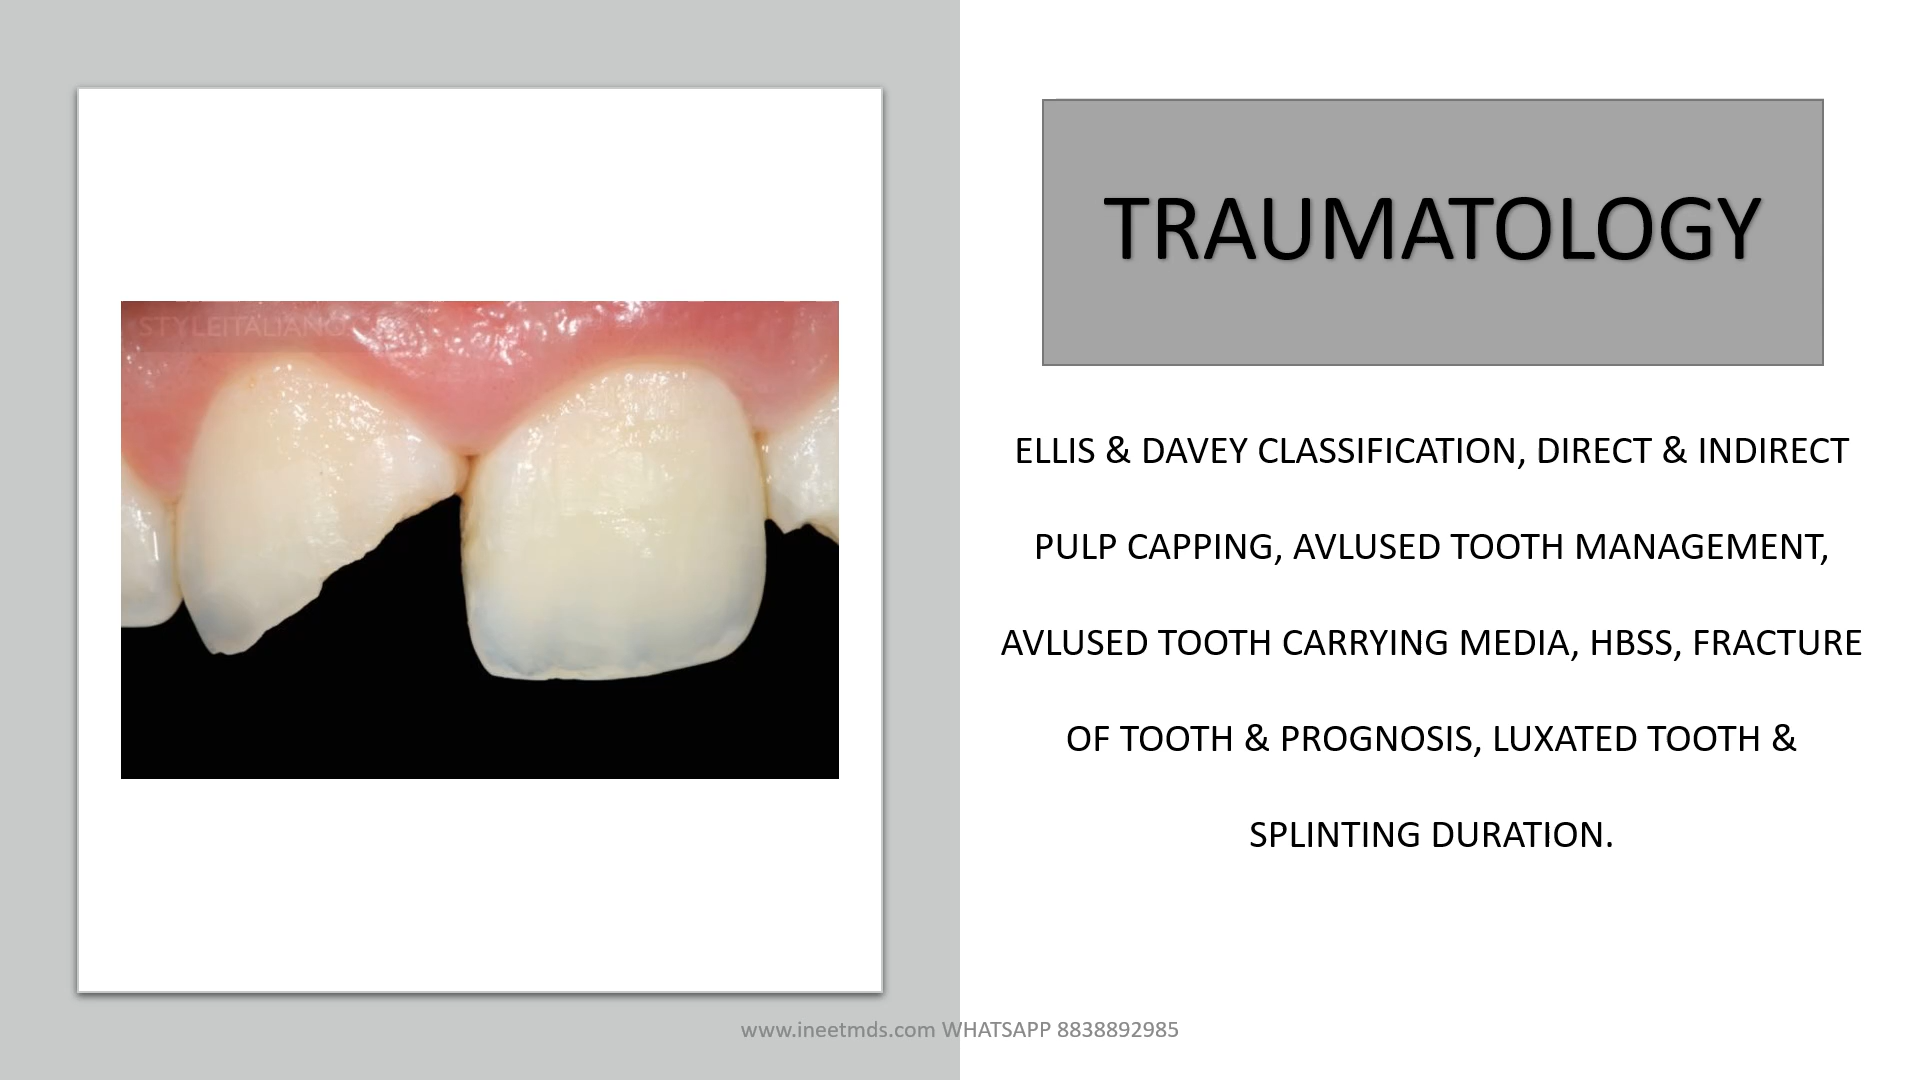 STYLEITALIANO
TRAUMATOLOGY
ELLIS & DAVEY CLASSIFICATION, DIRECT & INDIRECT
PULP CAPPING, AVLUSED TOOTH MANAGEMENT,
AVLUSED TOOTH CARRYING MEDIA, HBSS, FRACTURE
OF TOOTH & PROGNOSIS, LUXATED TOOTH &
SPLINTING DURATION.
www.ineetmds.com WHATSAPP 8838892985